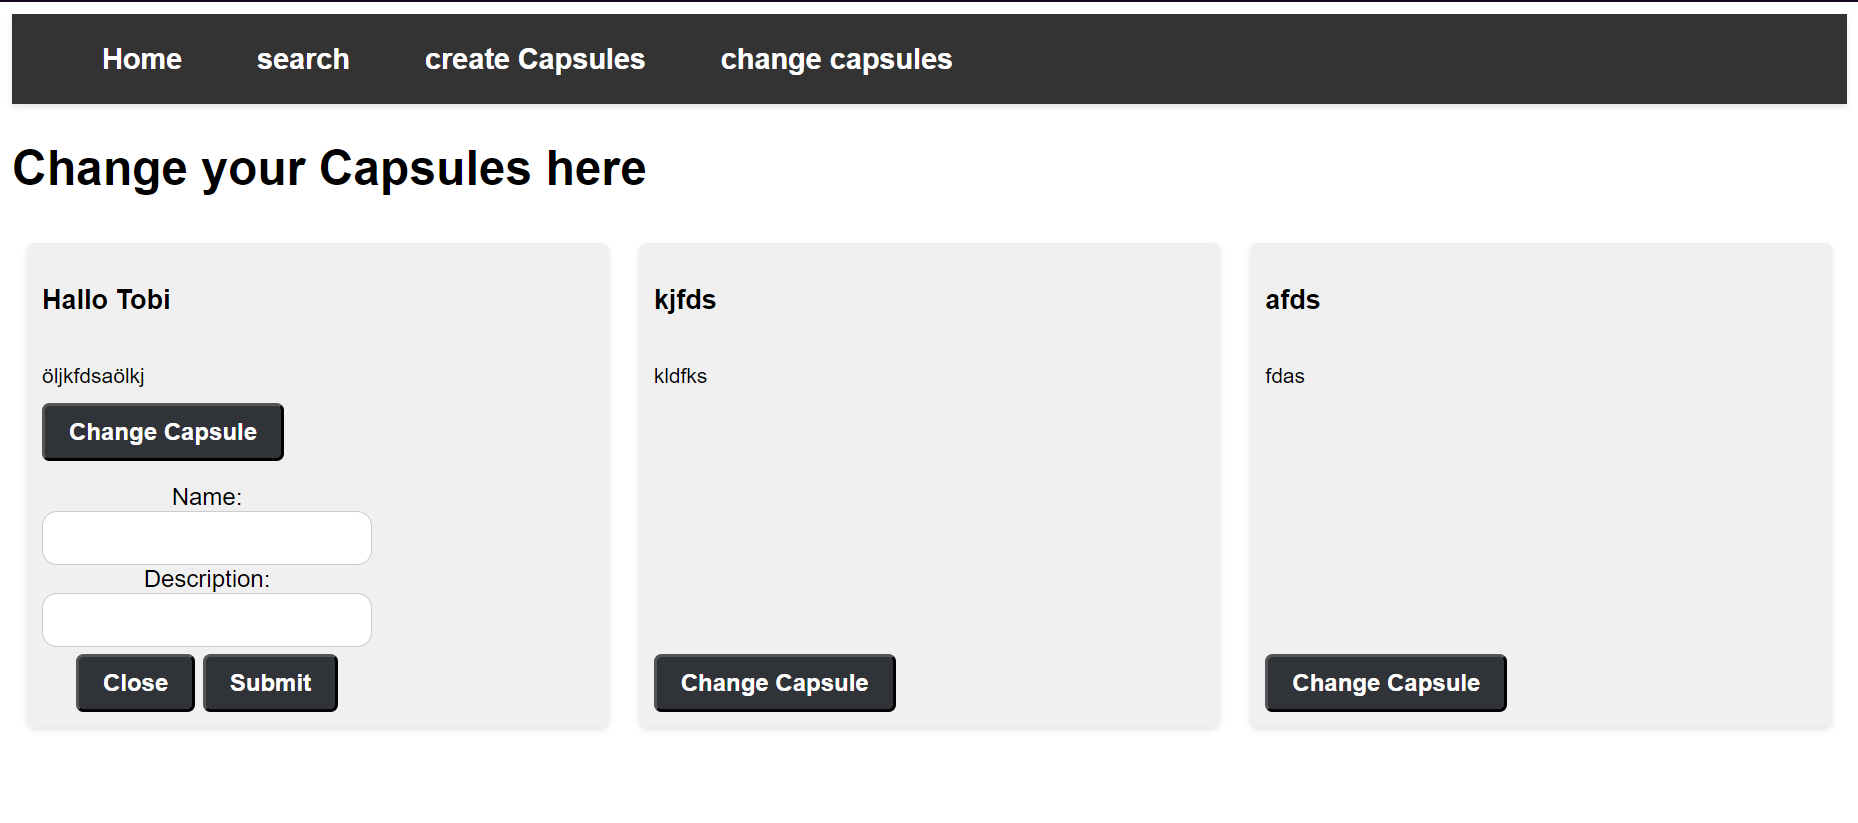 Home search create Capsules change capsules
Change your Capsules here
Hallo Tobi
öljkfdsaölkj
Change Capsule
Name:
Description:
Close Submit
kjfds
kldfks
Change Capsule
afds
fdas
Change Capsule